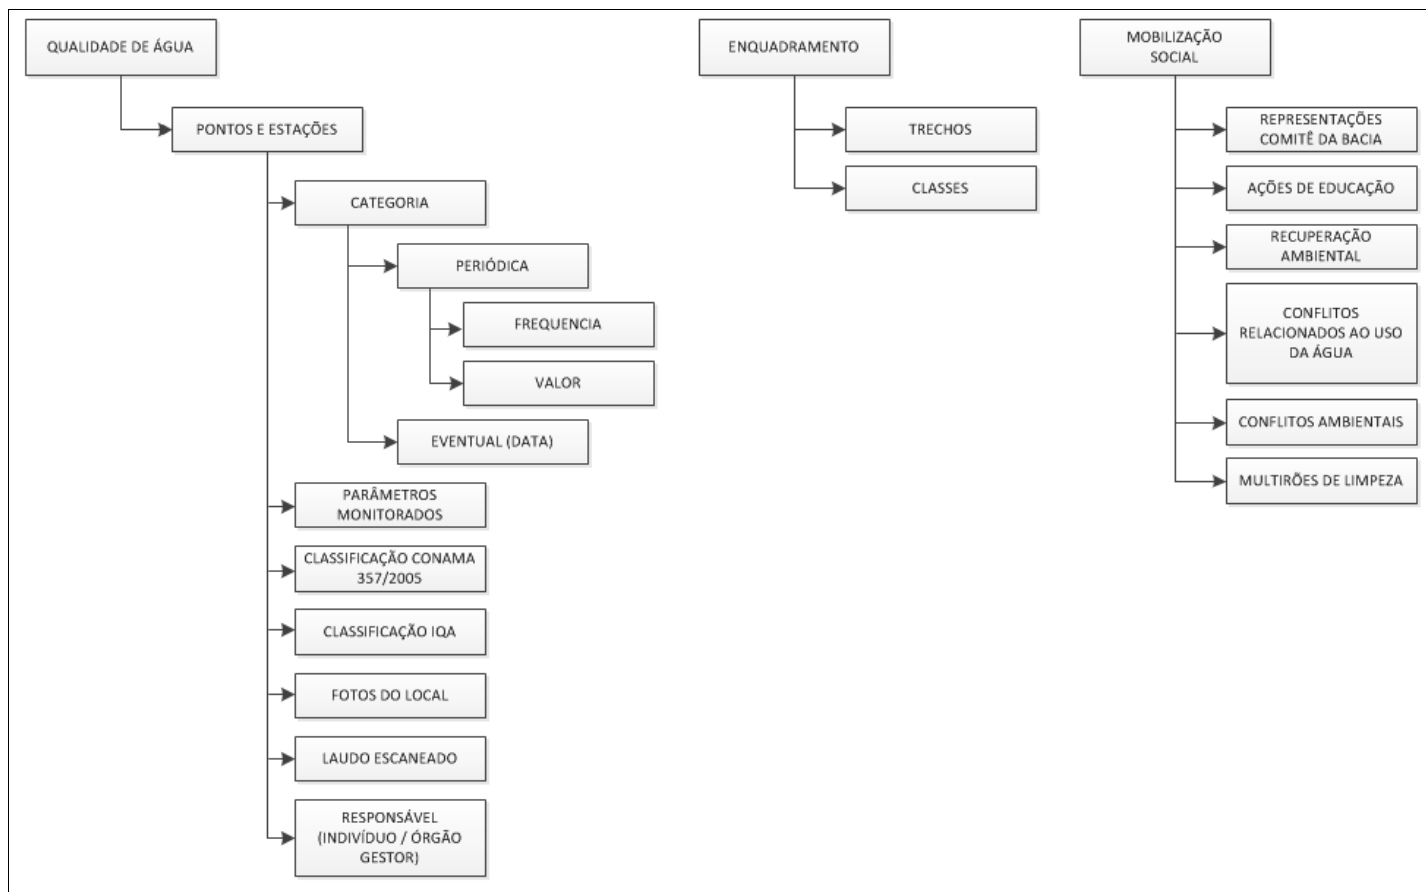 QUALIDADE DE ÁGUA
PONTOS E ESTAÇÕES
CATEGORIA
PERIÓDICA
FREQUENCIA
VALOR
EVENTUAL (DATA)
PARÂMETROS
MONITORADOS
CLASSIFICAÇÃO CONAMA
357/2005
CLASSIFICAÇÃO IQA
FOTOS DO LOCAL
LAUDO ESCANEADO
RESPONSÁVEL
(INDIVÍDUO / ÓRGÃO
GESTOR)
ENQUADRAMENTO
TRECHOS
CLASSES
MOBILIZAÇÃO
SOCIAL
REPRESENTAÇÕES
COMITÊ DA BACIA
AÇÕES DE EDUCAÇÃO
RECUPERAÇÃO
AMBIENTAL
CONFLITOS
RELACIONADOS AO USO
DA ÁGUA
CONFLITOS AMBIENTAIS
MULTIRÕES DE LIMPEZA